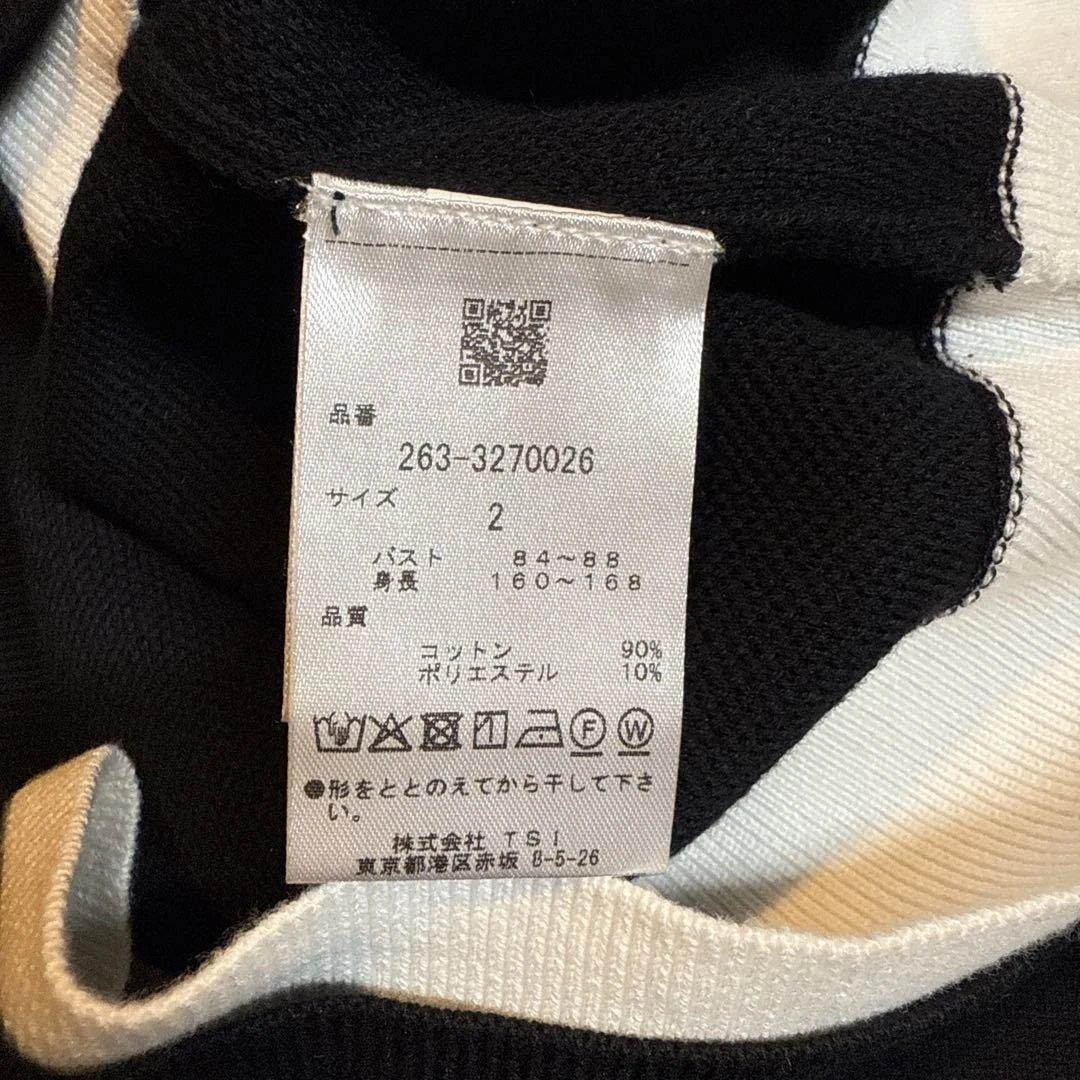 品番
263-3270026
サイズ
2
バスト 84～88
身長 160～168
品質
コットン 90%
ポリエステル 10%
F W
●形をととのえてから干して下さ
い。
株式会社 TSI
東京都港区赤坂 8-5-26